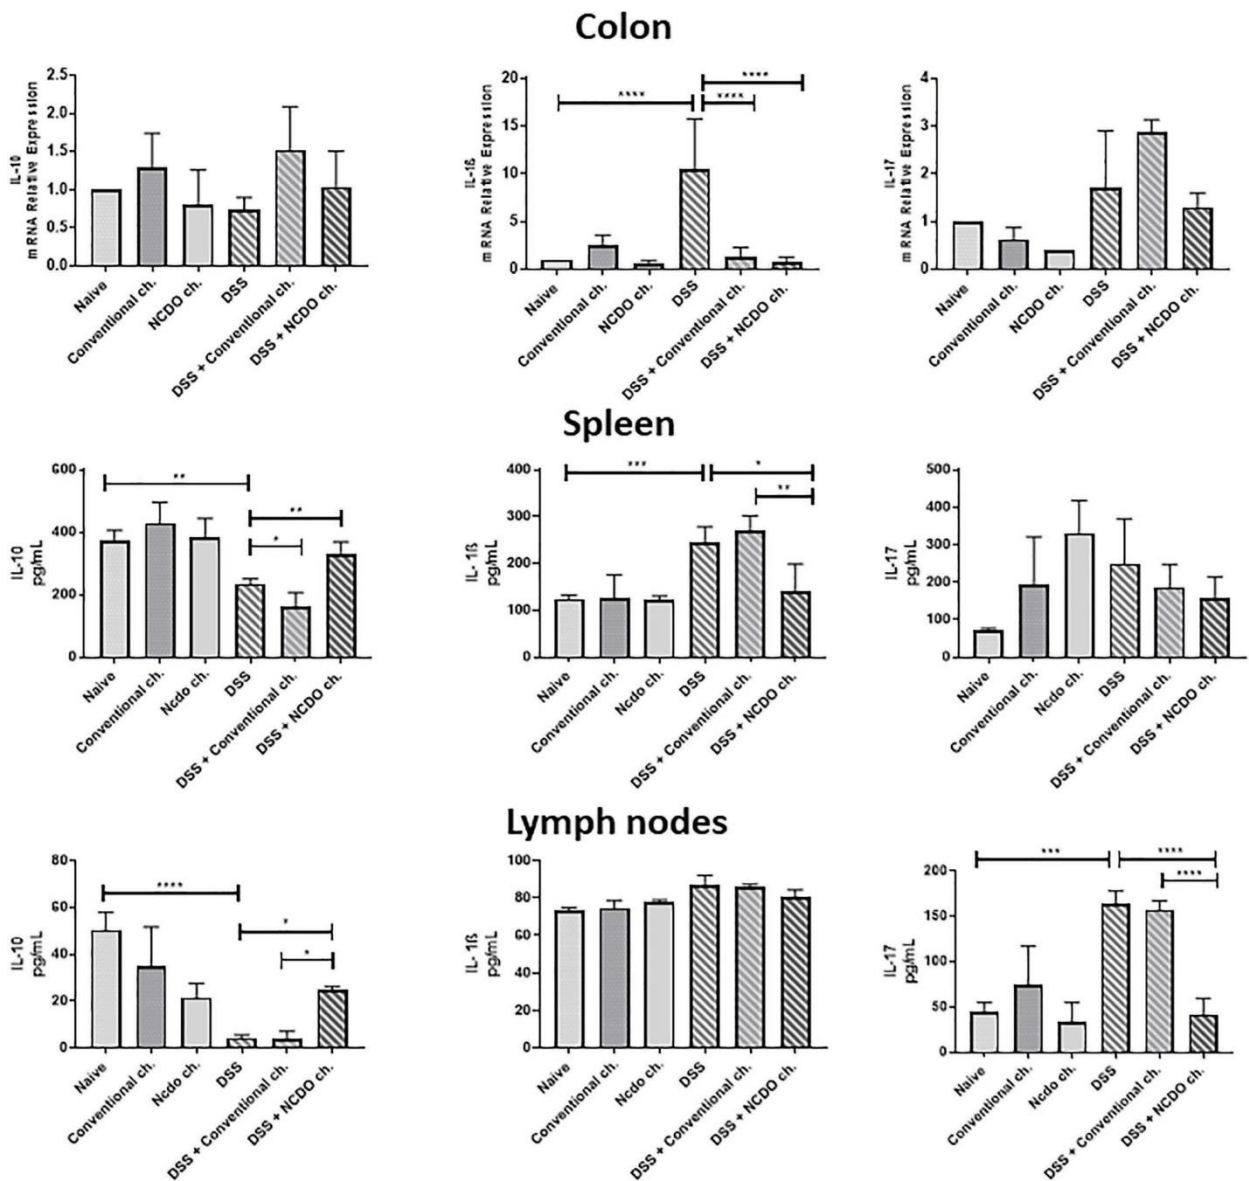 Colon
IL-10
mRNA Relative Expression
2.5
2.0
1.5
1.0
0.5
0.0
Naive
Conventional ch.
NCDO ch.
DSS
DSS + Conventional ch.
DSS + NCDO ch.
IL-1ß
mRNA Relative Expression
20
15
10
5
0
****
****
****
Naive
Conventional ch.
NCDO ch.
DSS
DSS + Conventional ch.
DSS + NCDO ch.
IL-17
mRNA Relative Expression
4
3
2
1
0
Naive
Conventional ch.
NCDO ch.
DSS
DSS + Conventional ch.
DSS + NCDO ch.
Spleen
IL-10
pg/mL
600
400
200
0
**
**
*
Naive
Conventional ch.
Ncdo ch.
DSS
DSS + Conventional ch.
DSS + NCDO ch.
IL- 1ß
pg/mL
400
300
200
100
0
***
*
**
Naive
Conventional ch.
Ncdo ch.
DSS
DSS + Conventional ch.
DSS + NCDO ch.
IL-17
pg/mL
500
400
300
200
100
0
Naive
Conventional ch.
Ncdo ch.
DSS
DSS + Conventional ch.
DSS + NCDO ch.
Lymph nodes
IL-10
pg/mL
80
60
40
20
0
****
*
*
Naive
Conventional ch.
Ncdo ch.
DSS
DSS + Conventional ch.
DSS + NCDO ch.
IL- 1ß
pg/mL
100
80
60
40
20
0
Naive
Conventional ch.
Ncdo ch.
DSS
DSS + Conventional ch.
DSS + NCDO ch.
IL-17
pg/mL
200
150
100
50
0
***
****
****
Naive
Conventional ch.
Ncdo ch.
DSS
DSS + Conventional ch.
DSS + NCDO ch.